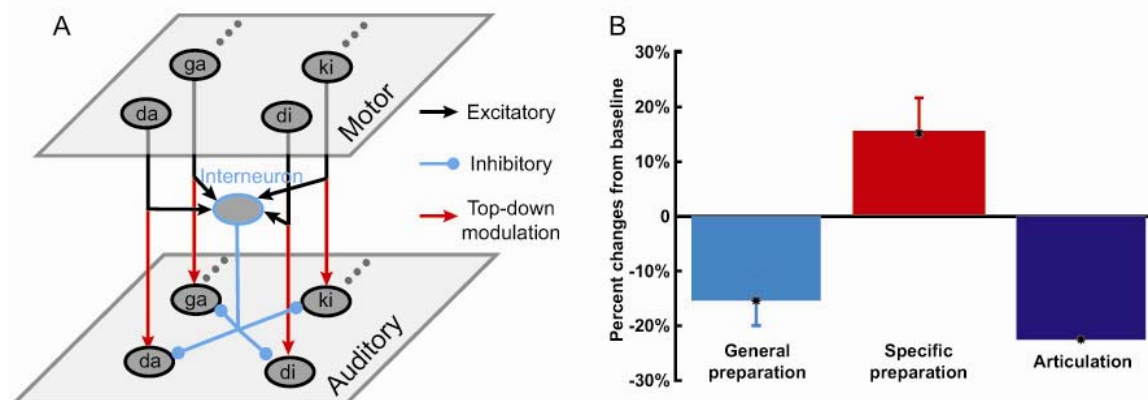 A
ga
ki
da
di
Motor
Excitatory
Inhibitory
Top-down
modulation
Interneuron
ga
ki
da
di
Auditory
B
Percent changes from baseline
30%
20%
10%
0
-10%
-20%
-30%
General
preparation
Specific
preparation
Articulation